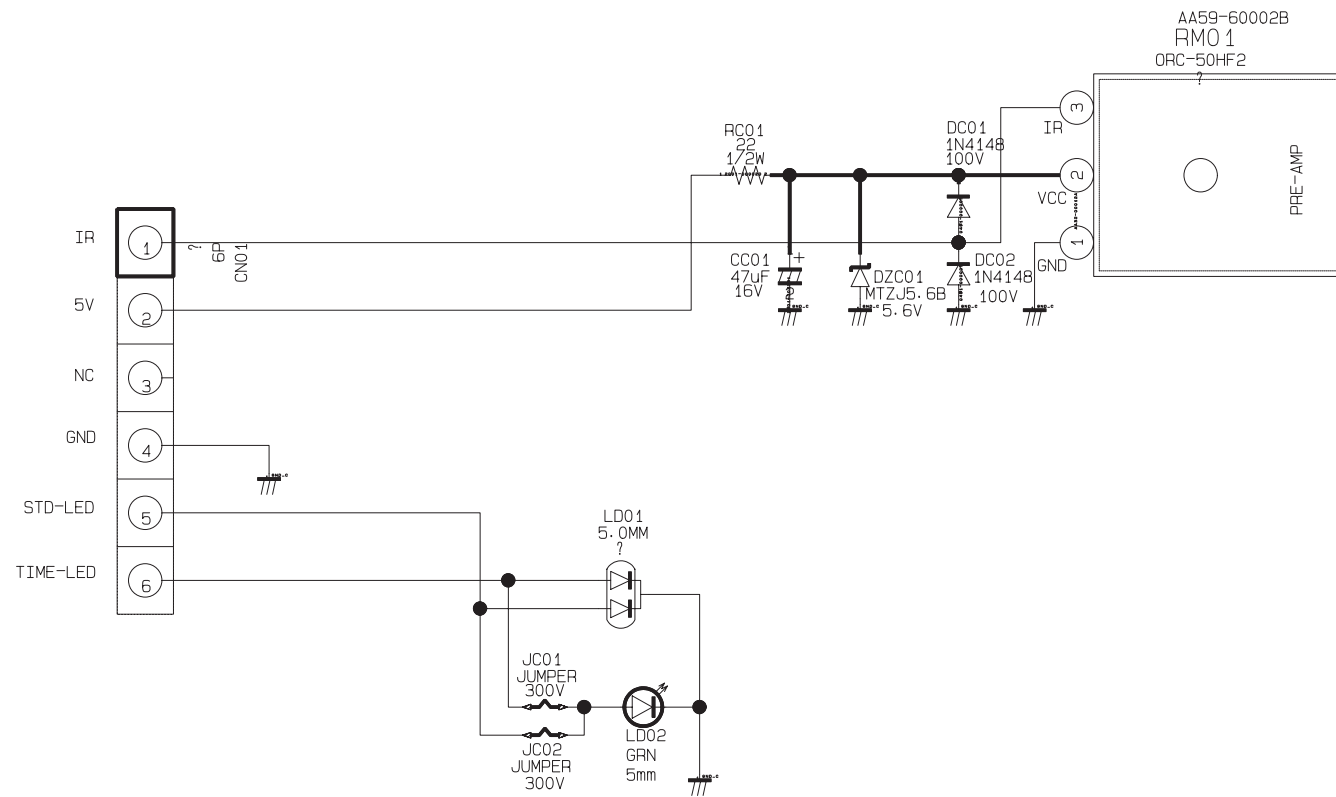 AA59-60002B
RM01
ORC-50HF2
?
3
IR
RC01
22
1/2W
DC01
1N4148
100V
2
VCC
PRE-AMP
IR
1
?
6P
CN01
1
GND
CC01
47uF
16V
+
DZC01
MTZJ5.6B
5.6V
DC02
1N4148
100V
5V
2
NC
3
GND
4
STD-LED
5
LD01
5.0MM
?
TIME-LED
6
JC01
JUMPER
300V
JC02
JUMPER
300V
LD02
GRN
5mm